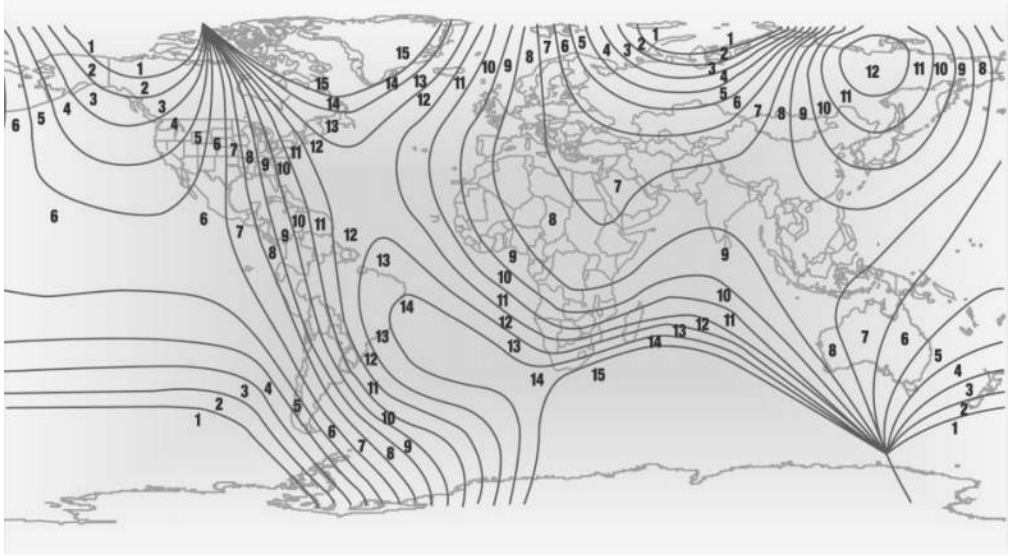 1 15 7 6 5 4 3 2 1 1
2 1 15 14 13 11 10 9 8 2 12 11 10 9 8
3 2 14 12 3 4 11
4 3 13 5 6 10
6 5 4 5 6 7 8 9 10 11 12 13 7 8 9
7
6 6 7 8 9 10 11 12 8
13 9 9
10 10
14 11
12 13 12 11 7 6
13 13 14 8 5
12 14 15 4
3 4 11 3
2 5 10 2
1 6 7 8 9 1